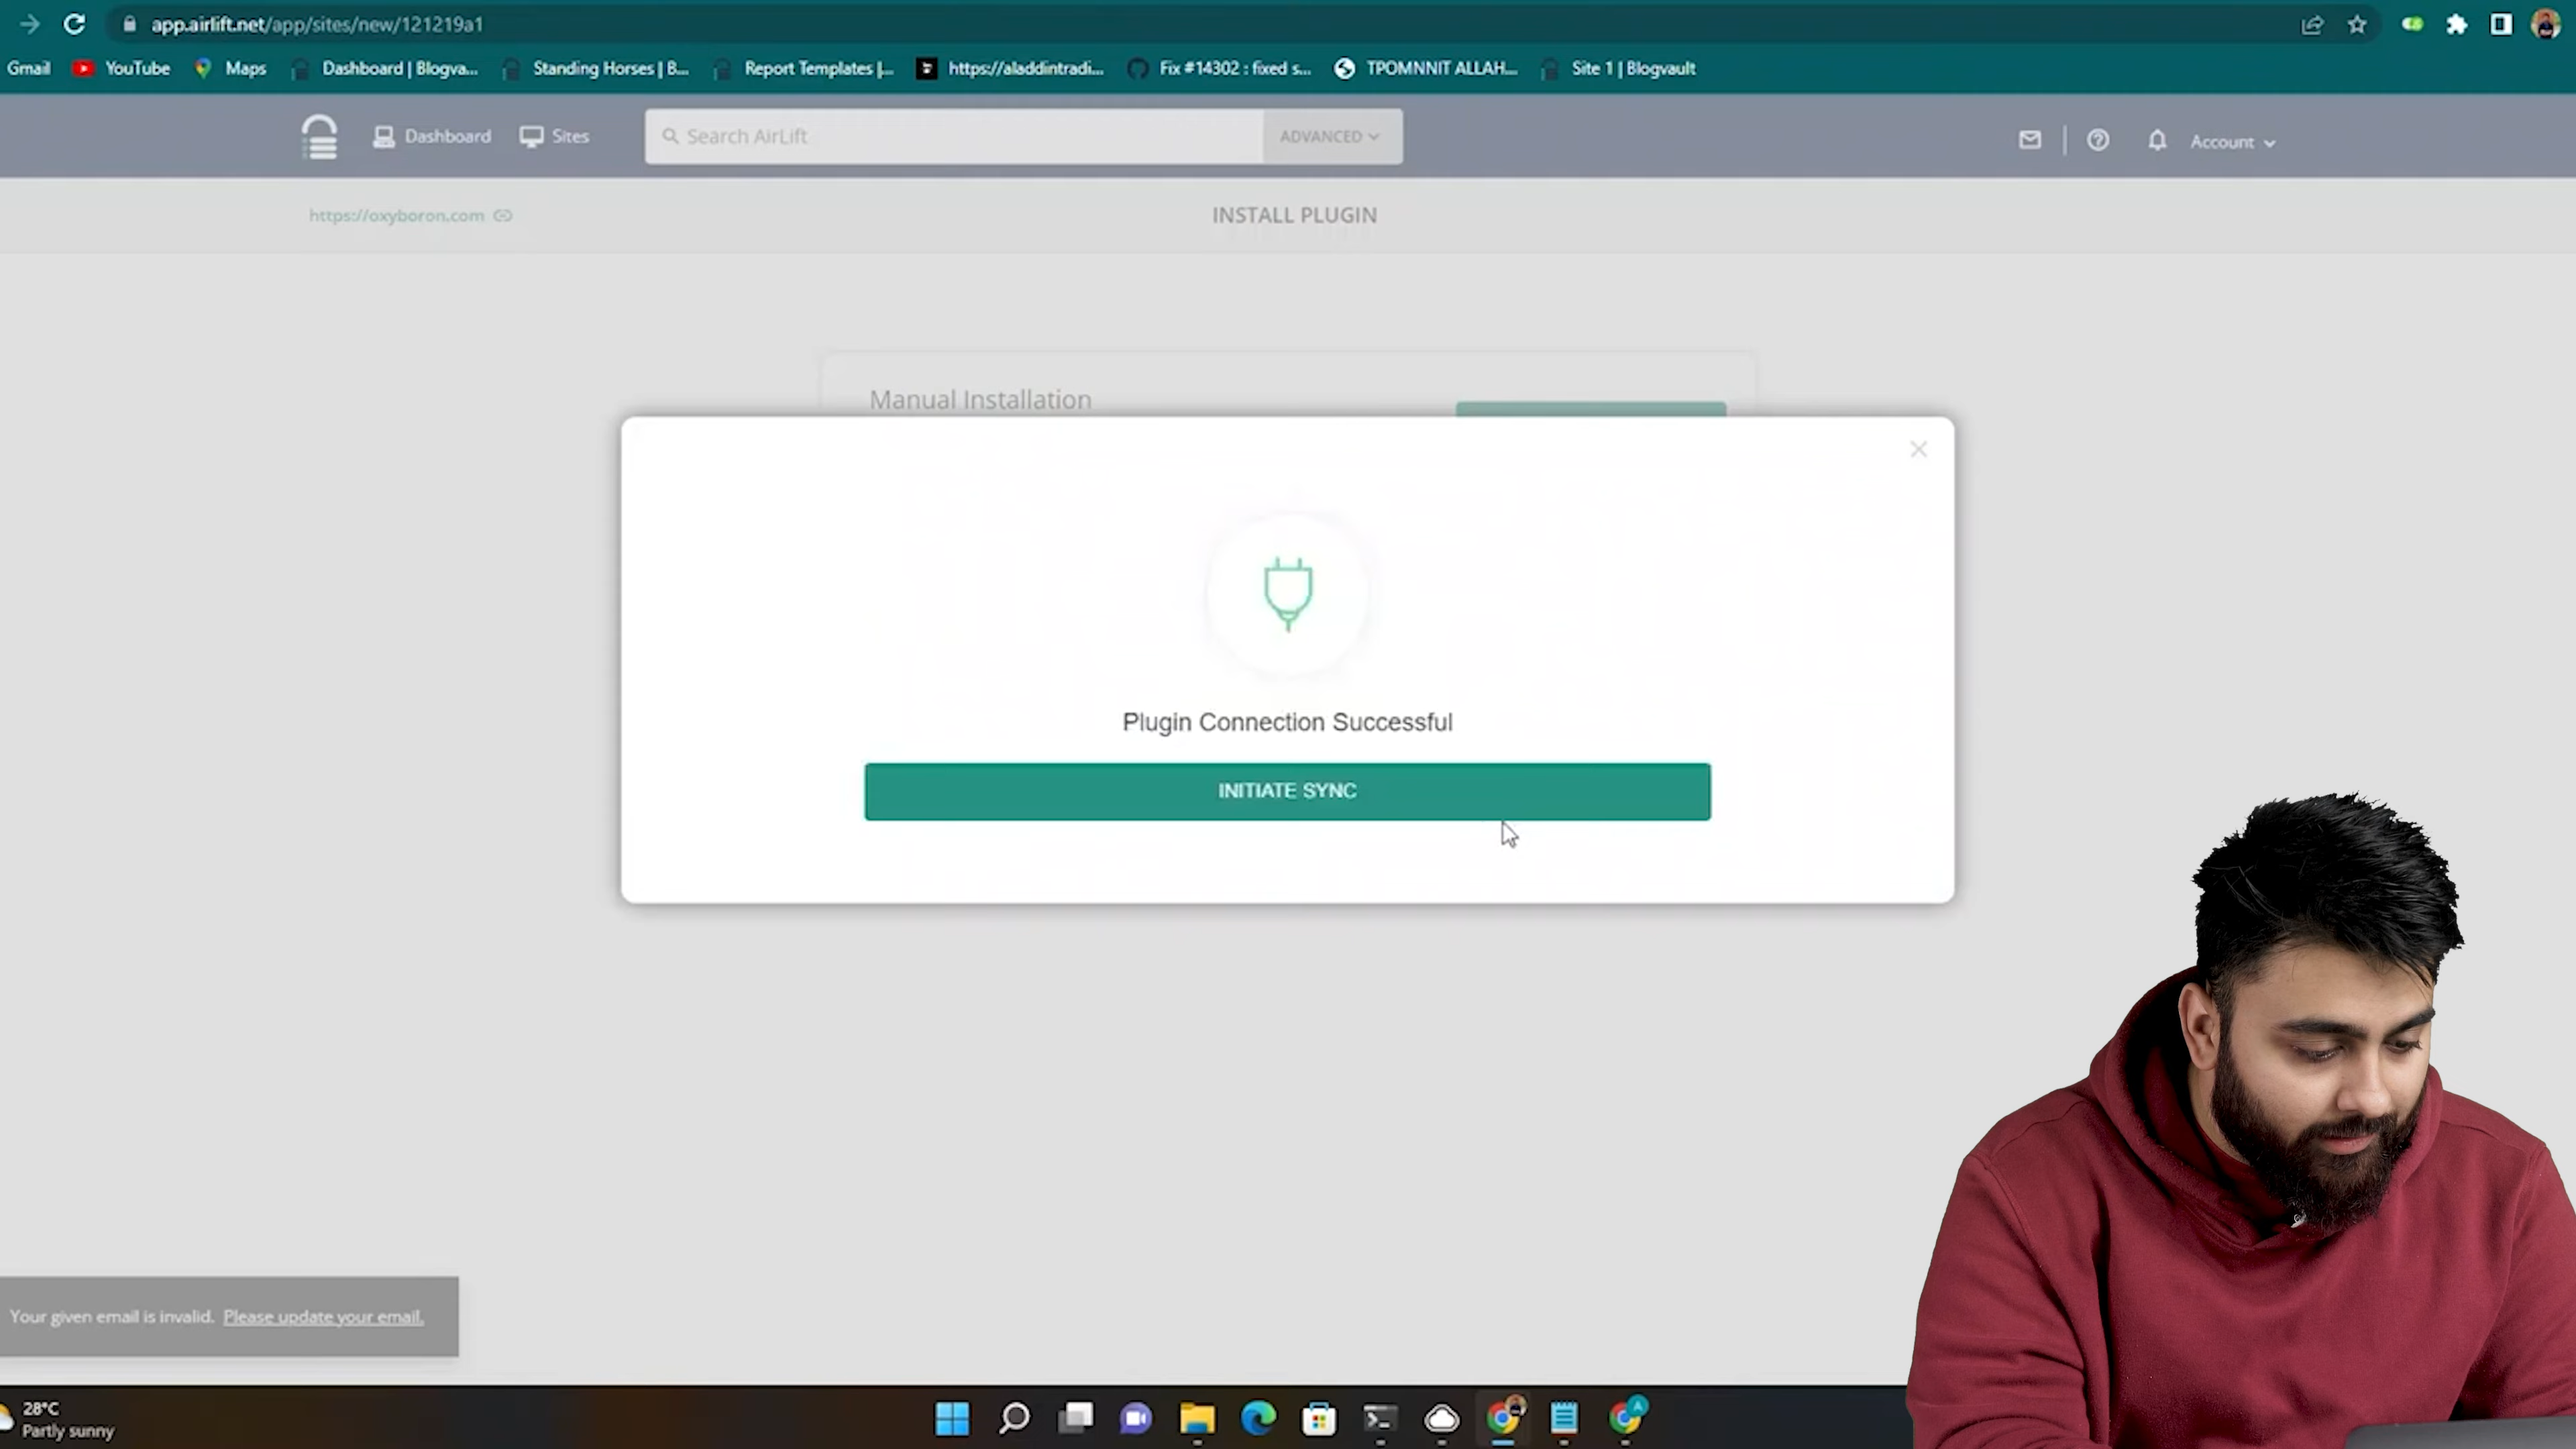 app.airlift.net/app/sites/new/121219a1
Gmail YouTube Maps Dashboard | Blogva... Standing Horses | B... Report Templates |... https://aladdintradi... Fix #14302 : fixed s... TPOMNNIT ALLAH... Site 1 | Blogvault
Dashboard Sites Search AirLift ADVANCED Account
https://oxyboron.com INSTALL PLUGIN
Manual Installation
Plugin Connection Successful
INITIATE SYNC
Your given email is invalid. Please update your email.
28°C
Partly sunny